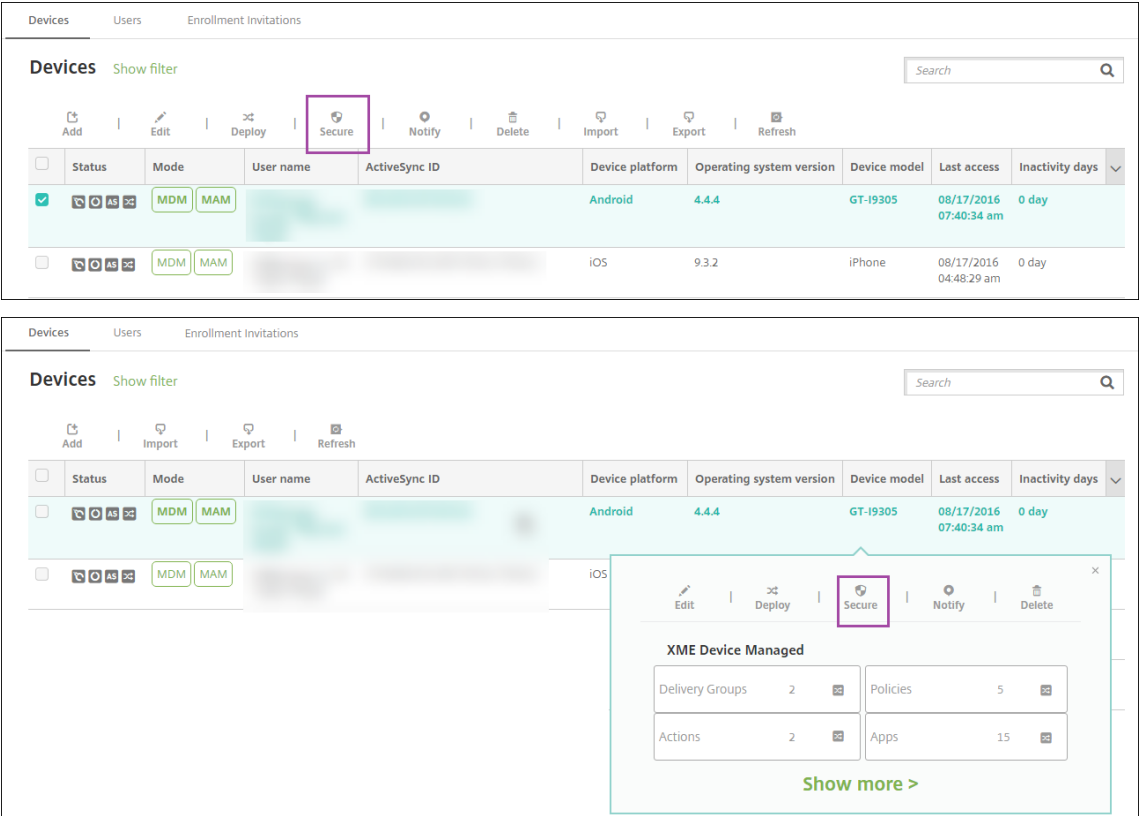 Devices Users Enrollment Invitations
Devices Show filter
Search
Add | Edit | Deploy | Secure | Notify | Delete | Import | Export | Refresh
Status Mode User name ActiveSync ID Device platform Operating system version Device model Last access Inactivity days
AS MDM MAM Android 4.4.4 GT-I9305 08/17/2016 0 day
07:40:34 am
AS MDM MAM iOS 9.3.2 iPhone 08/17/2016 0 day
04:48:29 am
Devices Users Enrollment Invitations
Devices Show filter
Search
Add | Import | Export | Refresh
Status Mode User name ActiveSync ID Device platform Operating system version Device model Last access Inactivity days
AS MDM MAM Android 4.4.4 GT-I9305 08/17/2016 0 day
07:40:34 am
AS MDM MAM iOS
×
Edit | Deploy | Secure | Notify | Delete
XME Device Managed
Delivery Groups 2 Policies 5
Actions 2 Apps 15
Show more >